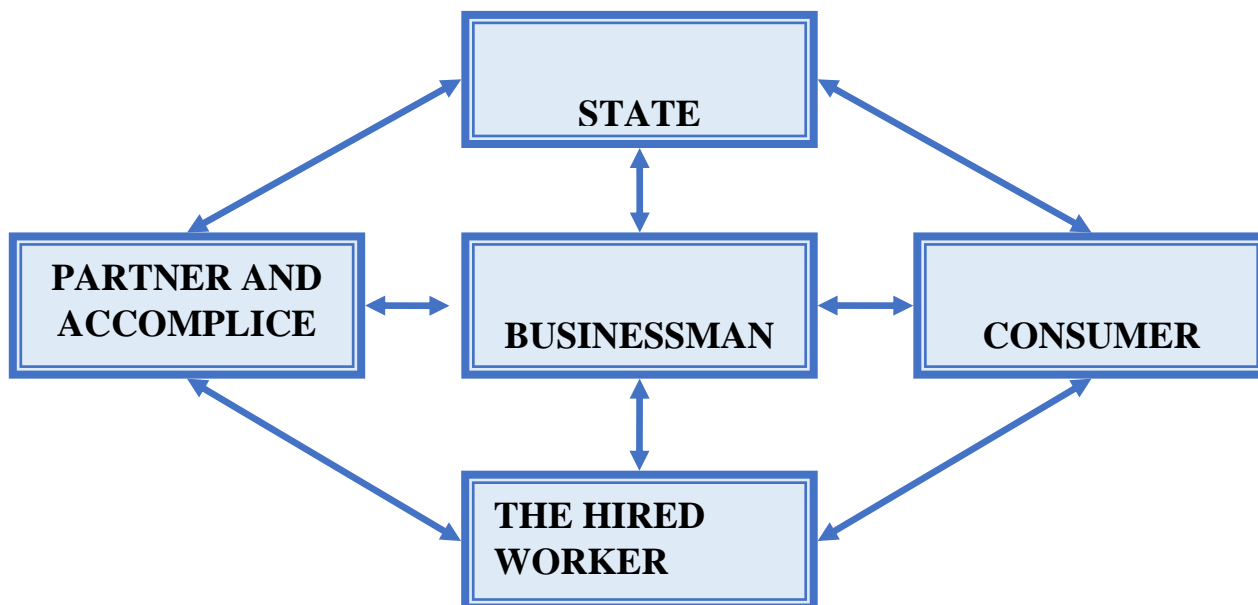 STATE
PARTNER AND
ACCOMPLICE
BUSINESSMAN
CONSUMER
THE HIRED
WORKER